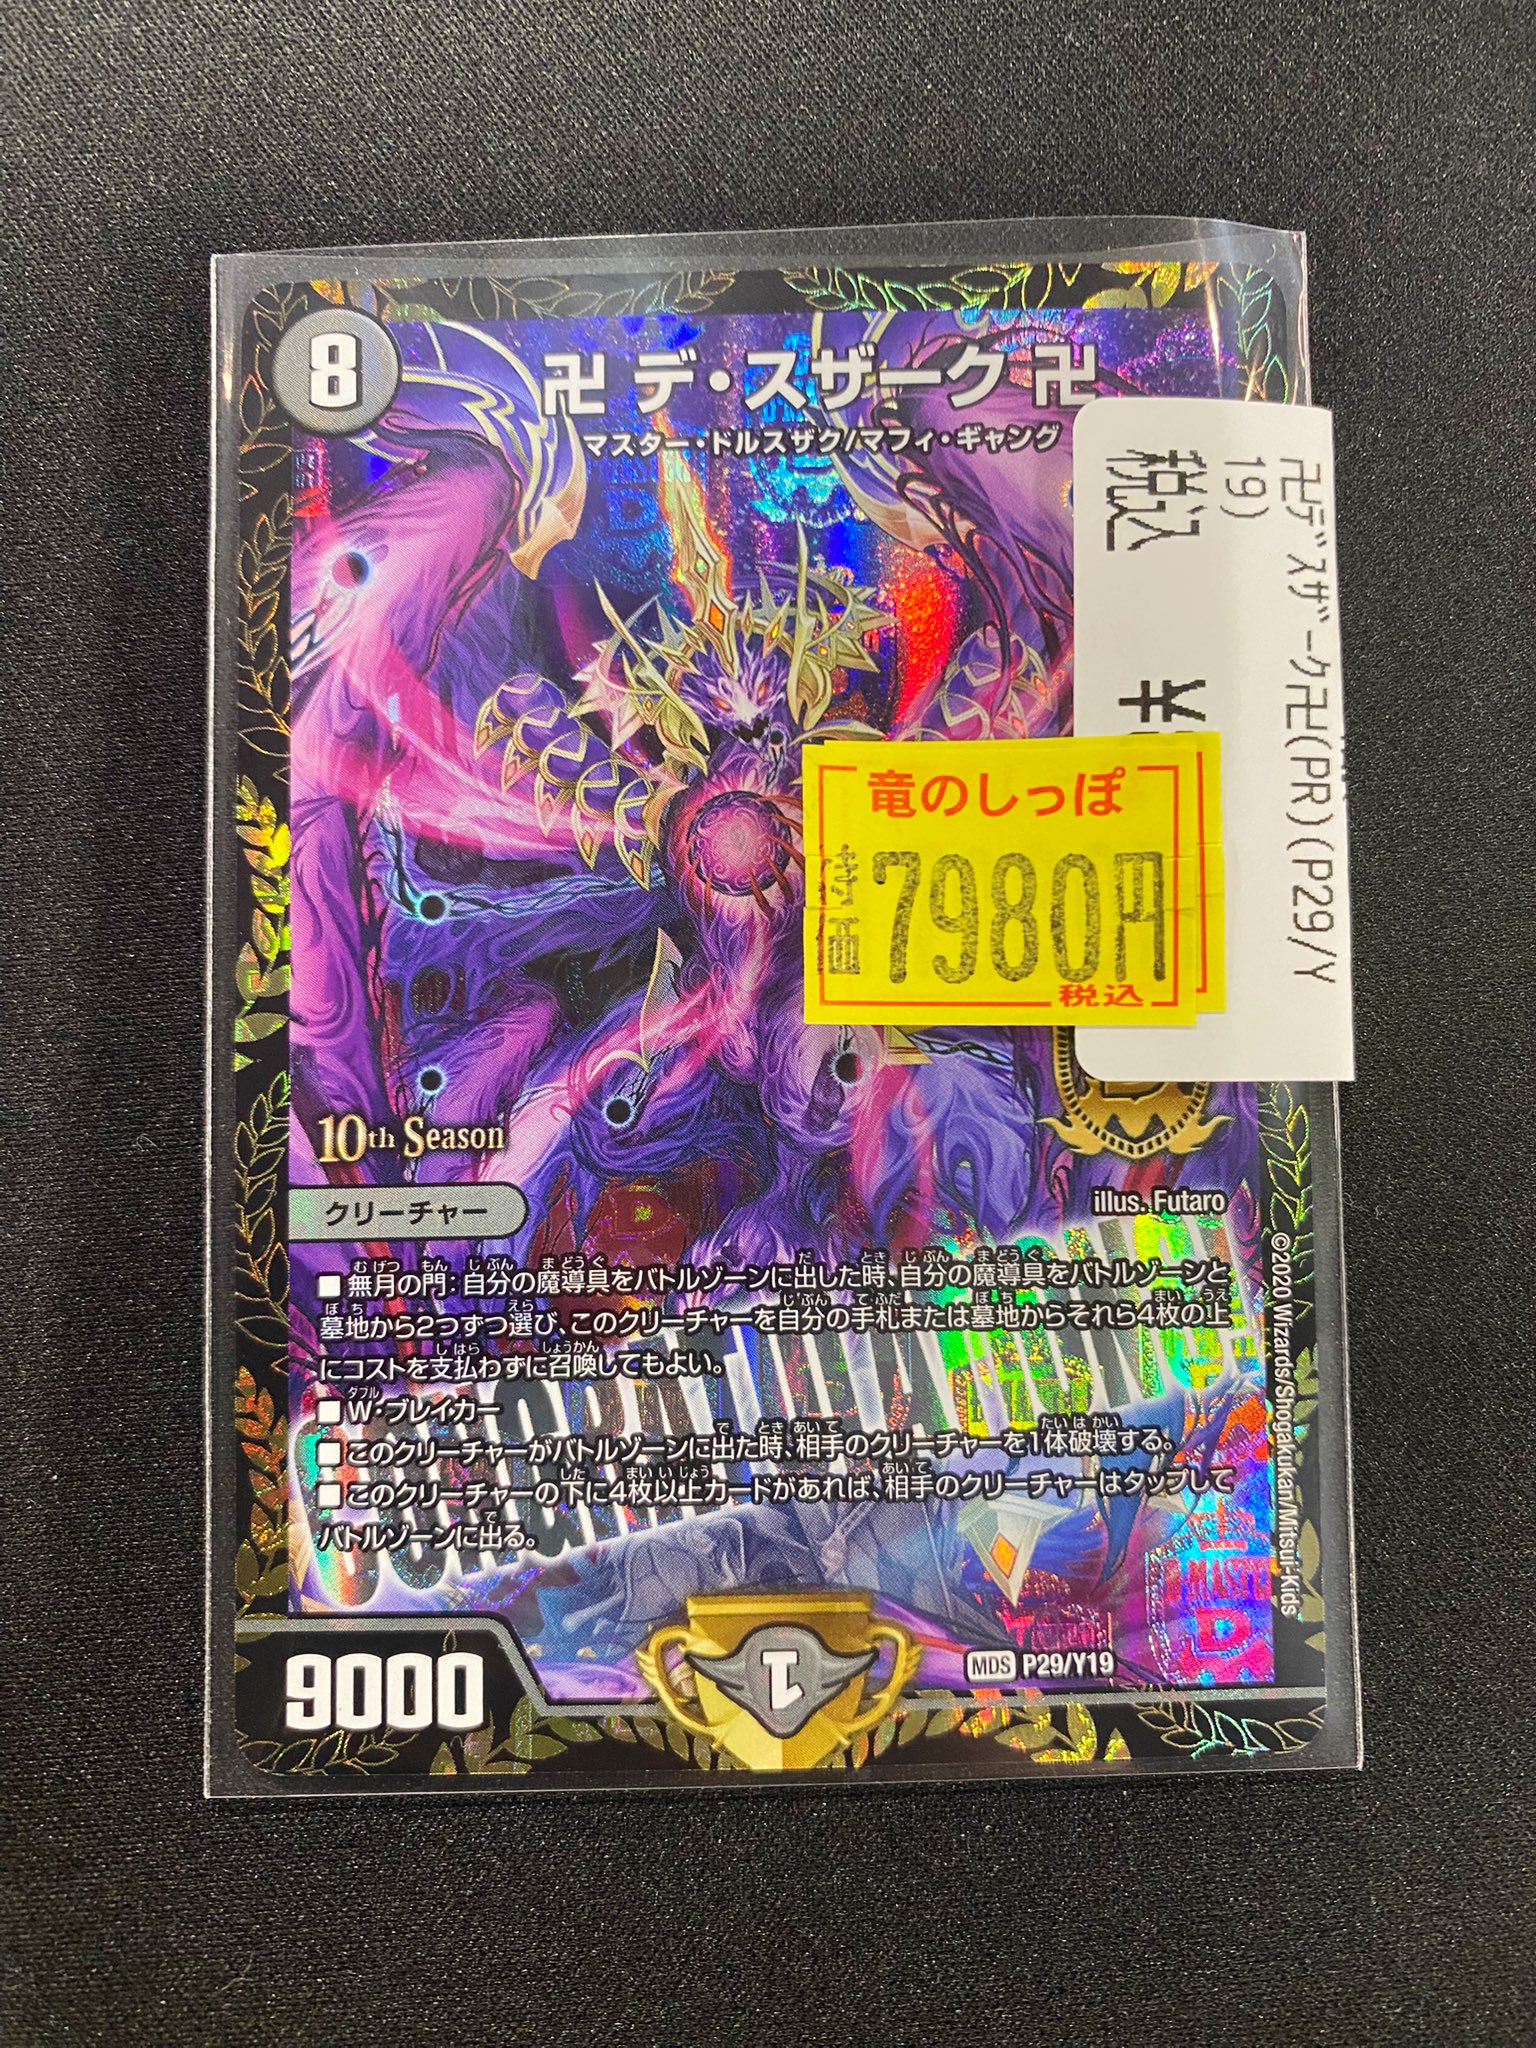 8
卍 デ・スザーク 卍
マスター・ドルスザク/マフィ・ギャング
卍デスザーク卍(PR)(P29/Y
19)
税込
¥
竜のしっぽ
特価 7980円
税込
10th Season
クリーチャー
illus. Futaro
■無月の門:自分の魔導具をバトルゾーンに出した時、自分の魔導具をバトルゾーンと
墓地から2つずつ選び、このクリーチャーを自分の手札または墓地からそれら4枚の上
にコストを支払わずに召喚してもよい。
■W・ブレイカー
■このクリーチャーがバトルゾーンに出た時、相手のクリーチャーを1体破壊する。
■このクリーチャーの下に4枚以上カードがあれば、相手のクリーチャーはタップして
バトルゾーンに出る。
9000
1
MDS P29/Y19
©2020 Wizards/Shogakukan/Mitsui-Kids